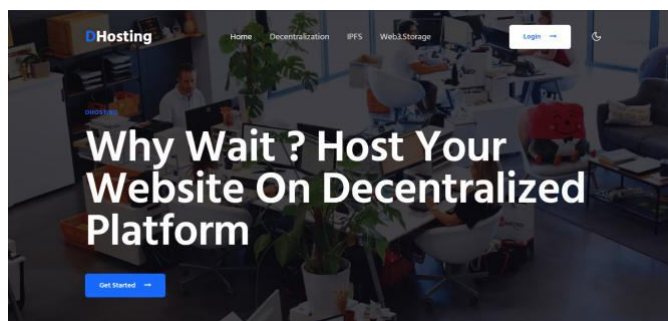 DHosting
Home Decentralization IPFS Web3.Storage Login
DHOSTING
Why Wait ? Host Your
Website On Decentralized
Platform
Get Started